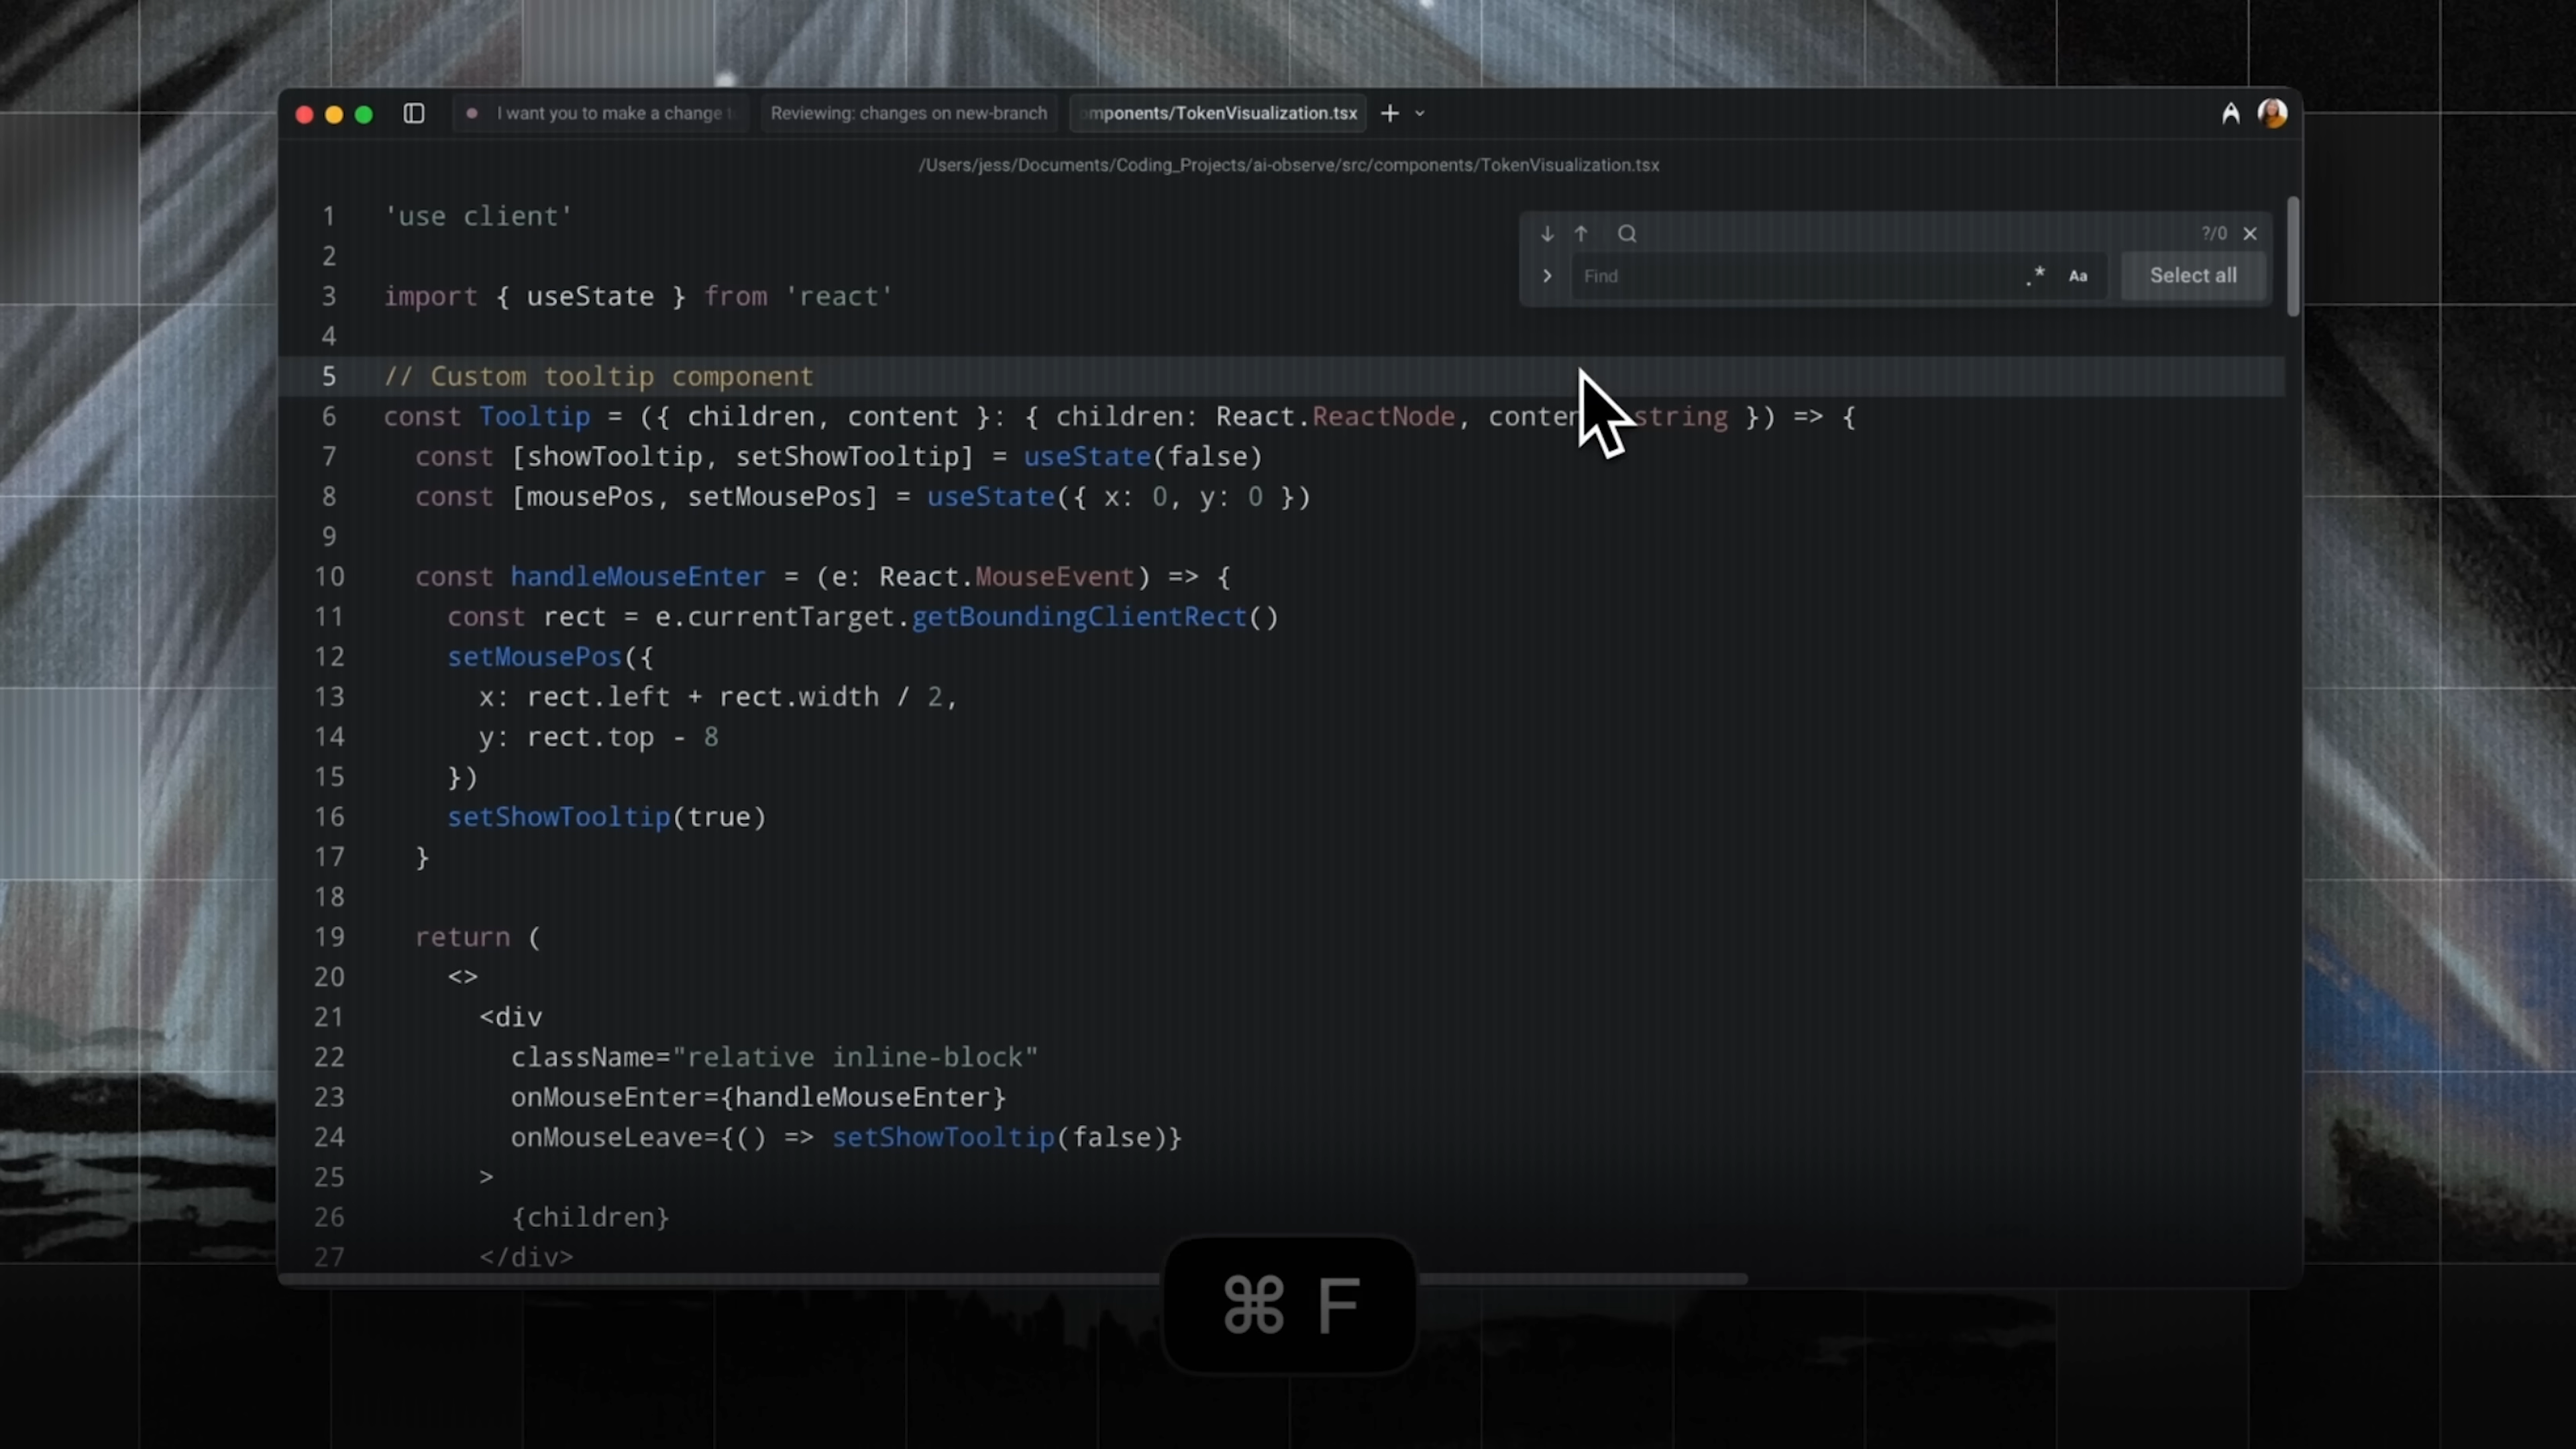 I want you to make a change
Reviewing: changes on new-branch
omponents/TokenVisualization.tsx
/Users/jess/Documents/Coding_Projects/ai-observe/src/components/TokenVisualization.tsx
?/0
Find
.* Aa
Select all
1 'use client'
2
3 import { useState } from 'react'
4
5 // Custom tooltip component
6 const Tooltip = ({ children, content }: { children: React.ReactNode, conten string }) => {
7 const [showTooltip, setShowTooltip] = useState(false)
8 const [mousePos, setMousePos] = useState({ x: 0, y: 0 })
9
10 const handleMouseEnter = (e: React.MouseEvent) => {
11 const rect = e.currentTarget.getBoundingClientRect()
12 setMousePos({
13 x: rect.left + rect.width / 2,
14 y: rect.top - 8
15 })
16 setShowTooltip(true)
17 }
18
19 return (
20 <>
21 <div
22 className="relative inline-block"
23 onMouseEnter={handleMouseEnter}
24 onMouseLeave={() => setShowTooltip(false)}
25 >
26 {children}
27 </div>
⌘ F